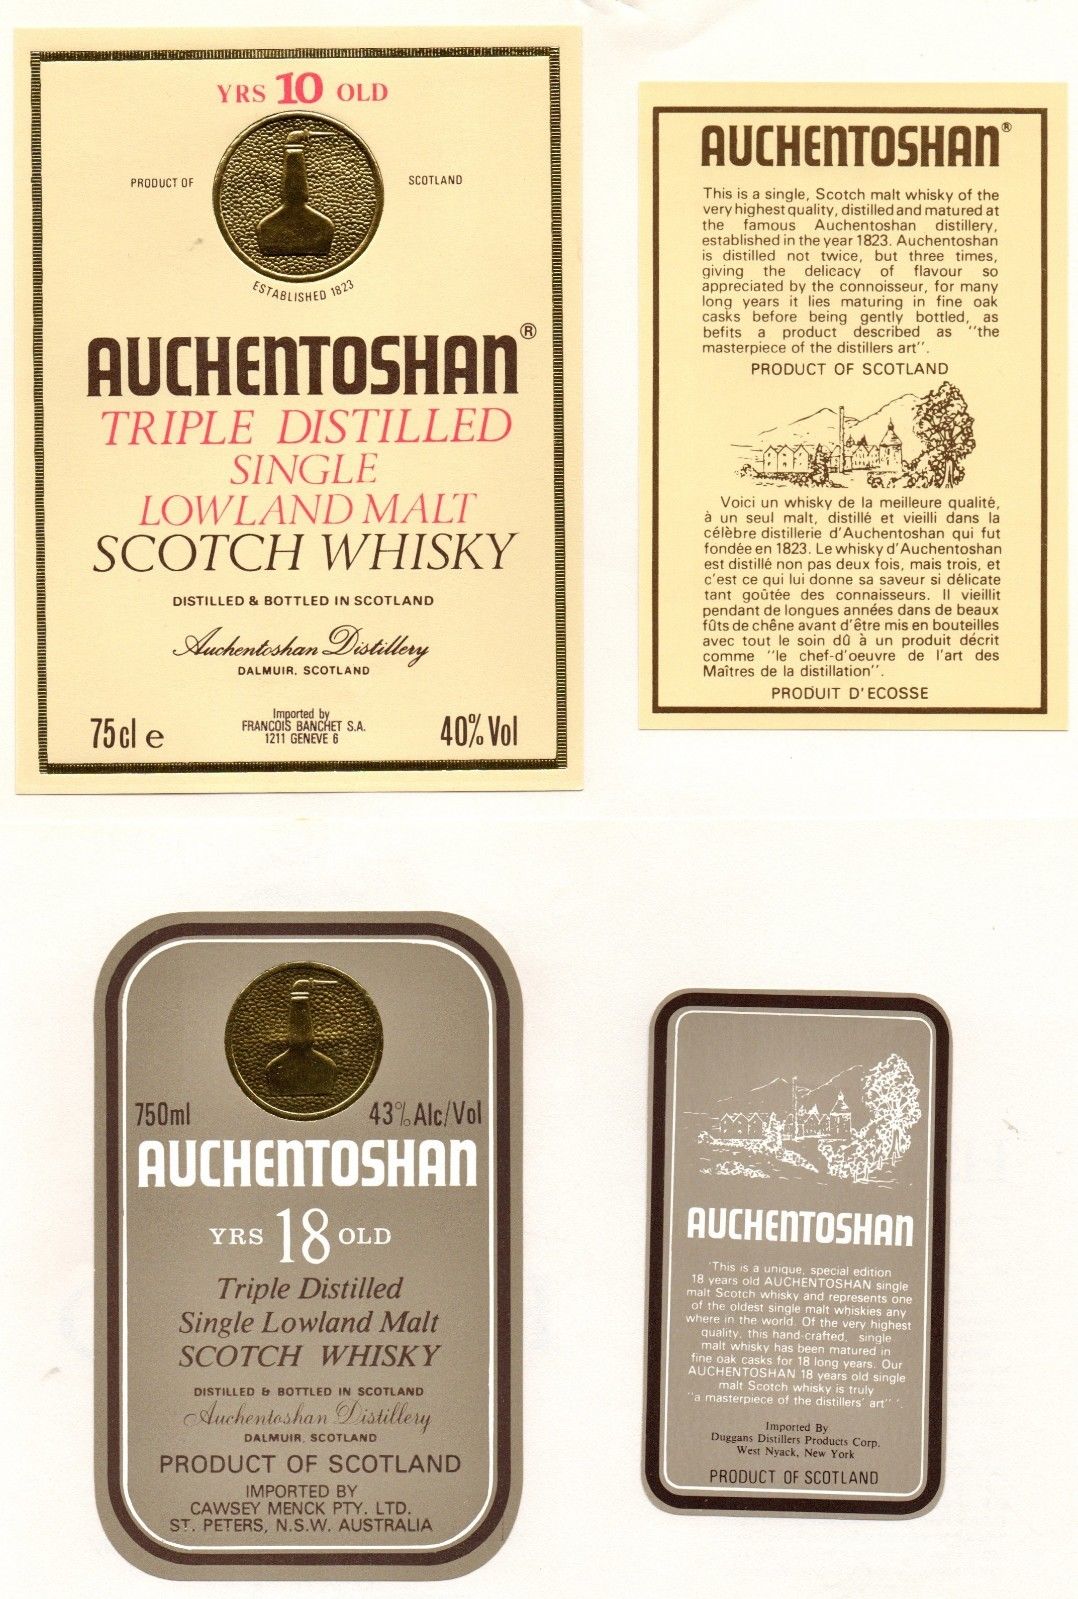 YRS 10 OLD
PRODUCT OF SCOTLAND
ESTABLISHED 1823
AUCHENTOSHAN®
TRIPLE DISTILLED
SINGLE
LOWLAND MALT
SCOTCH WHISKY
DISTILLED & BOTTLED IN SCOTLAND
Auchentoshan Distillery
DALMUIR, SCOTLAND
Imported by
FRANCOIS BANCHET S.A.
1211 GENEVE 6
75cl e
40% Vol
AUCHENTOSHAN®
This is a single, Scotch malt whisky of the
very highest quality, distilled and matured at
the famous Auchentoshan distillery,
established in the year 1823. Auchentoshan
is distilled not twice, but three times,
giving the delicacy of flavour so
appreciated by the connoisseur, for many
long years it lies maturing in fine oak
casks before being gently bottled, as
befits a product described as "the
masterpiece of the distillers art".
PRODUCT OF SCOTLAND
Voici un whisky de la meilleure qualité,
à un seul malt, distillé et vieilli dans la
célèbre distillerie d'Auchentoshan qui fut
fondée en 1823. Le whisky d'Auchentoshan
est distillé non pas deux fois, mais trois, et
c'est ce qui lui donne sa saveur si délicate
tant goûtée des connaisseurs. Il vieillit
pendant de longues années dans de beaux
fûts de chêne avant d'être mis en bouteilles
avec tout le soin dû à un produit décrit
comme "le chef-d'oeuvre de l'art des
Maîtres de la distillation".
PRODUIT D'ECOSSE
750ml
43% Alc/Vol
AUCHENTOSHAN
YRS 18 OLD
Triple Distilled
Single Lowland Malt
SCOTCH WHISKY
DISTILLED & BOTTLED IN SCOTLAND
Auchentoshan Distillery
DALMUIR, SCOTLAND
PRODUCT OF SCOTLAND
IMPORTED BY
CAWSEY MENCK PTY. LTD.
ST. PETERS, N.S.W. AUSTRALIA
AUCHENTOSHAN
'This is a unique, special edition
18 years old AUCHENTOSHAN single
malt Scotch whisky and represents one
of the oldest single malt whiskies any
where in the world. Of the very highest
quality, this hand-crafted, single
malt whisky has been matured in
fine oak casks for 18 long years. Our
AUCHENTOSHAN 18 years old single
malt Scotch whisky is truly
"a masterpiece of the distillers' art" '.
Imported By
Duggans Distillers Products Corp.
West Nyack, New York
PRODUCT OF SCOTLAND